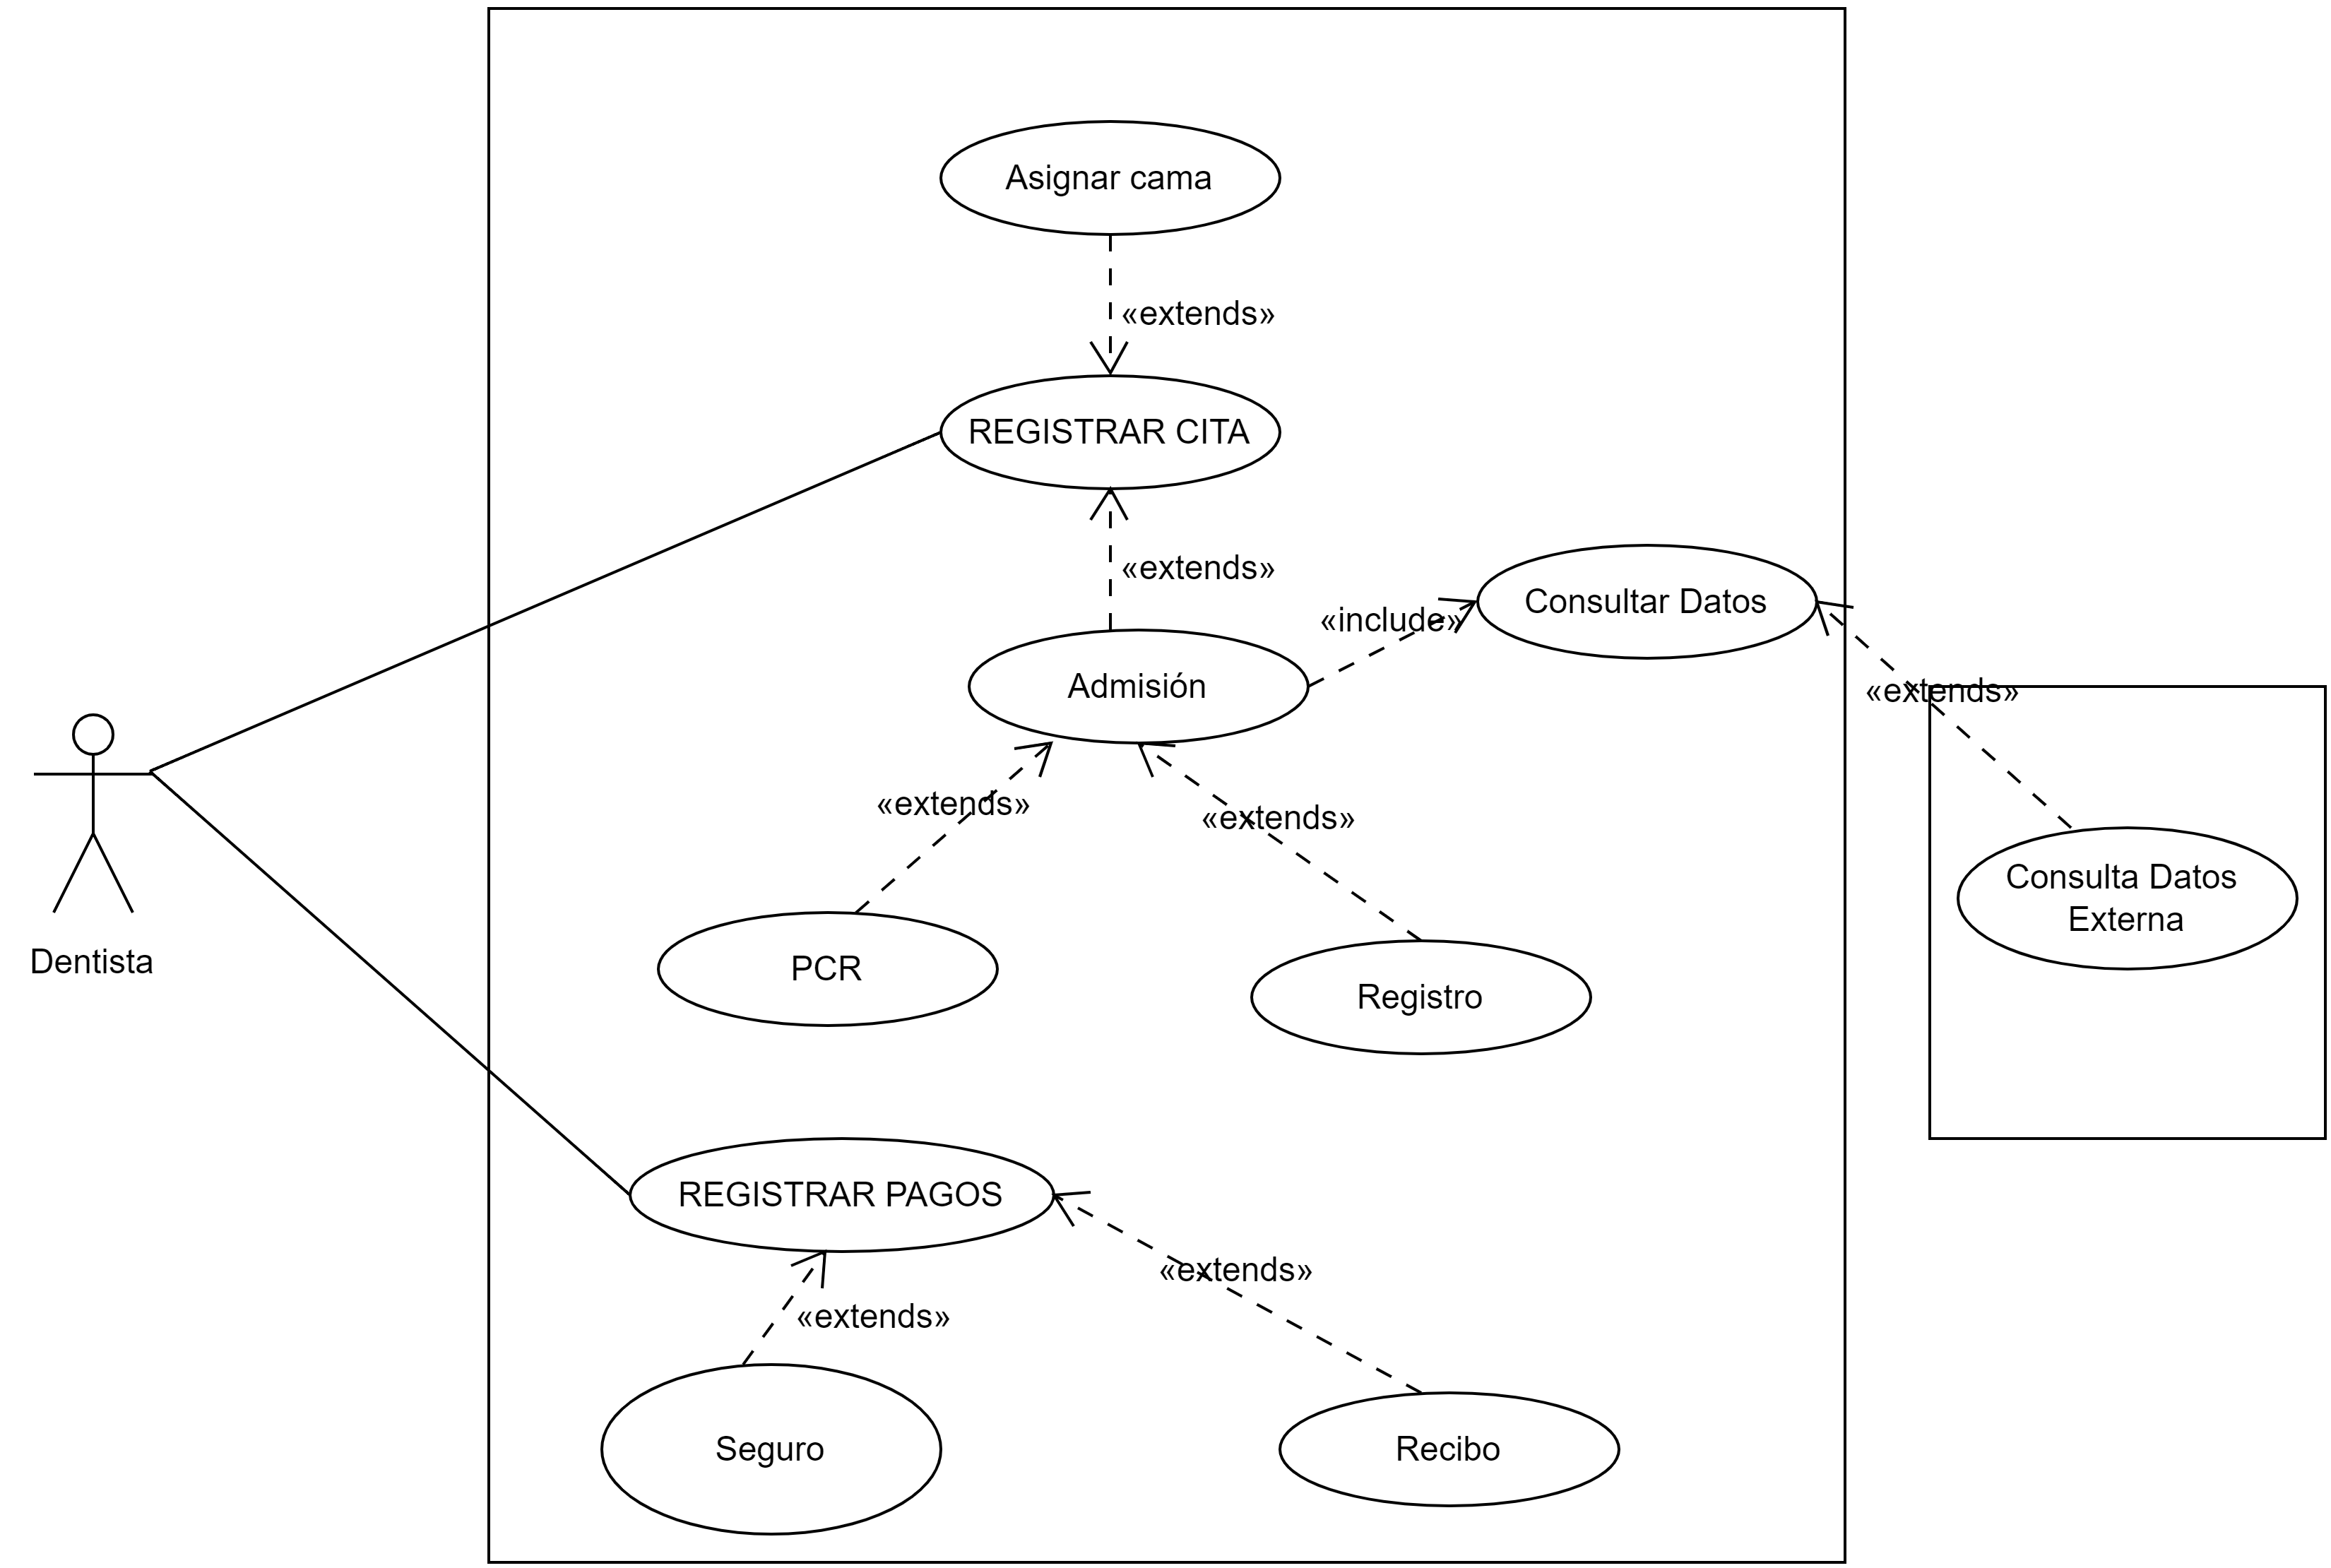 Asignar cama
«extends»
REGISTRAR CITA
«extends»
Consultar Datos
«include»
Admisión
«extends»
«extends»
«extends»
Consulta Datos
Externa
Dentista
PCR
Registro
REGISTRAR PAGOS
«extends»
«extends»
Seguro
Recibo